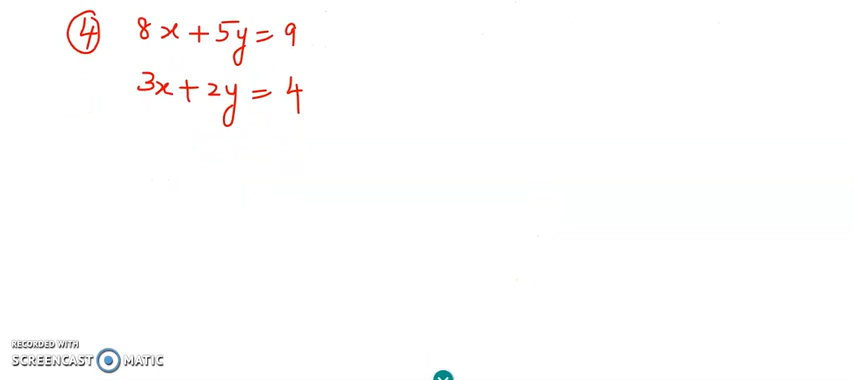 ④ 8x + 5y = 9
3x + 2y = 4
RECORDED WITH
SCREENCAST MATIC